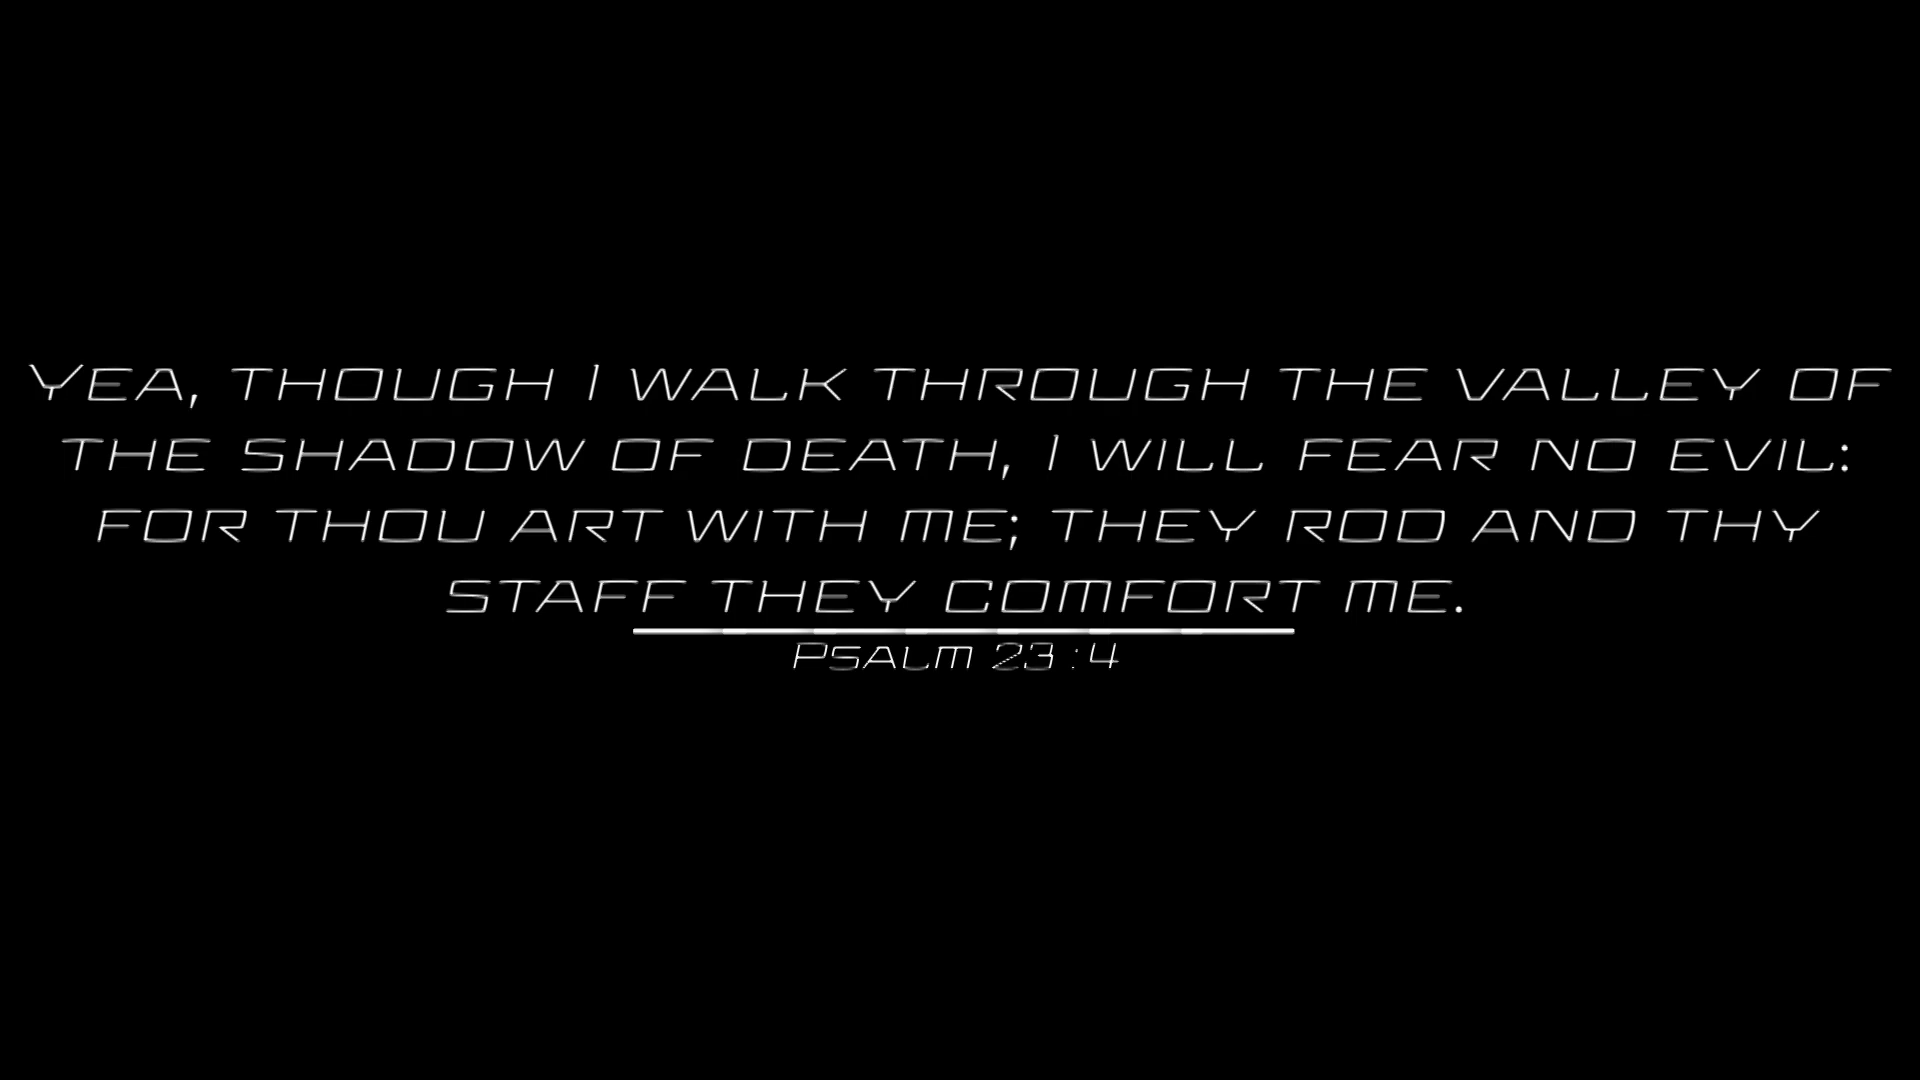 Yea, though I walk through the valley of
the shadow of death, I will fear no evil:
for thou art with me; they rod and thy
staff they comfort me.
Psalm 23 :4